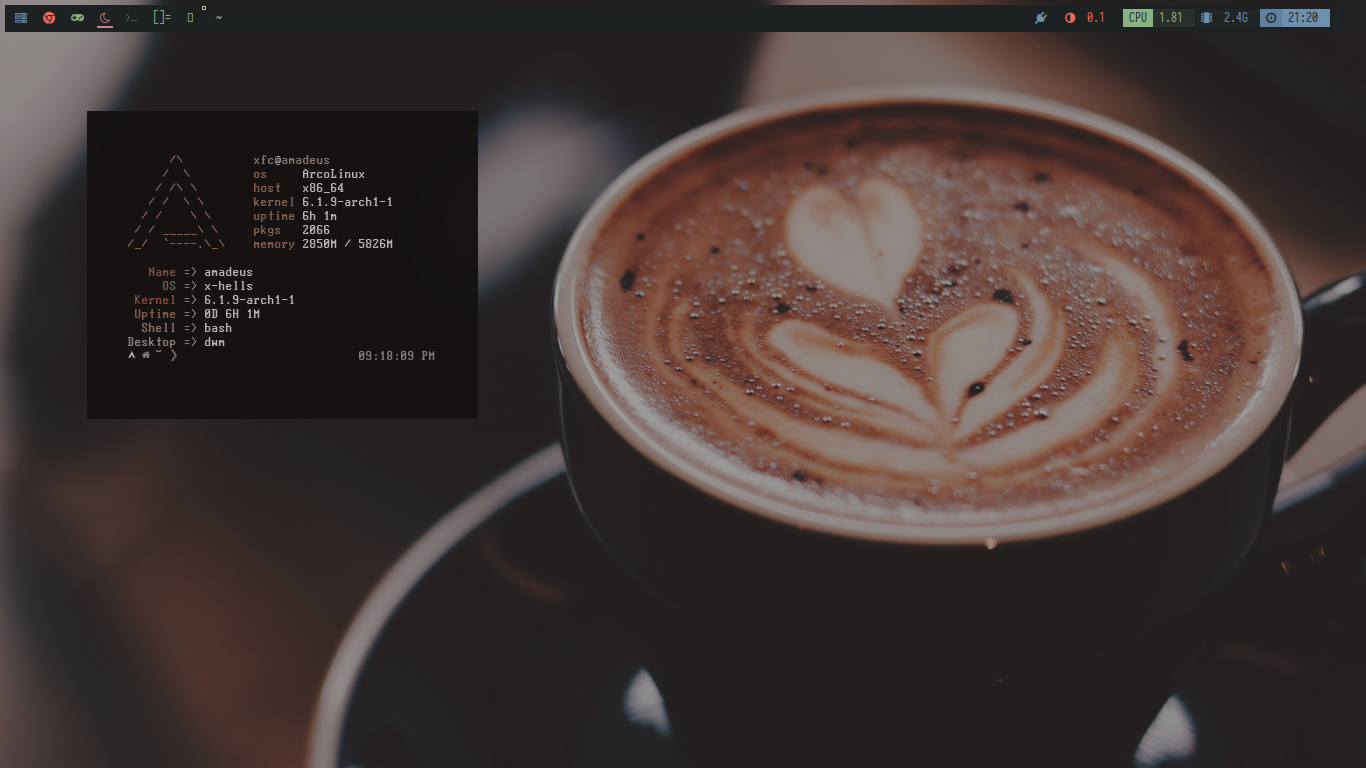 >_ []= ▯ ~ 0.1 CPU 1.81 2.4G 21:20
xfc@amadeus
os ArcoLinux
host x86_64
kernel 6.1.9-arch1-1
uptime 6h 1m
pkgs 2066
memory 2850M / 5826M
Name => amadeus
OS => x-hells
Kernel => 6.1.9-arch1-1
Uptime => 0D 6H 1M
Shell => bash
Desktop => dwm
~ ❯ 09:18:09 PM